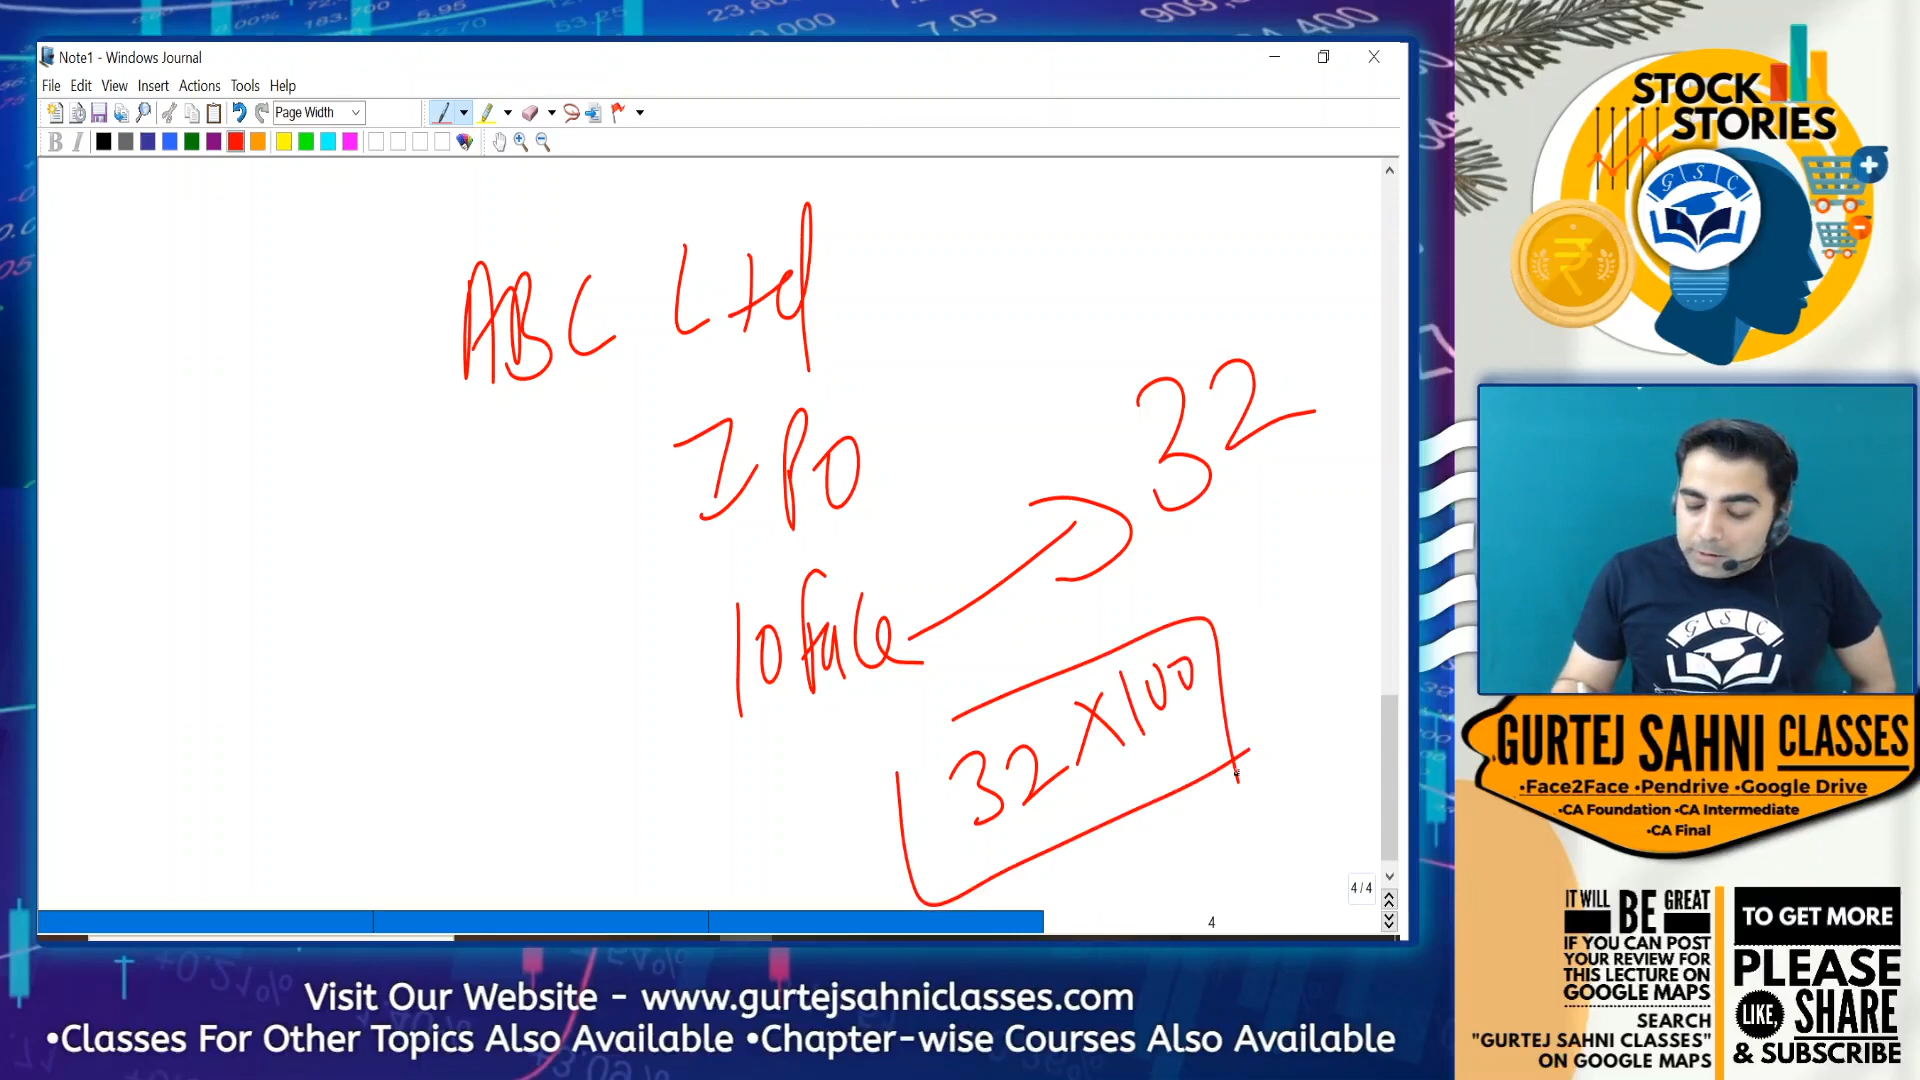 Note1 - Windows Journal
File Edit View Insert Actions Tools Help
Page Width
B I
ABC Ltd
IPO
32
10 face
32 × 100
4 / 4
4
STOCK
STORIES
G S C
G S C
GURTEJ SAHNI CLASSES
•Face2Face •Pendrive •Google Drive
•CA Foundation •CA Intermediate
•CA Final
IT WILL BE GREAT
IF YOU CAN POST
YOUR REVIEW FOR
THIS LECTURE ON
GOOGLE MAPS
SEARCH
"GURTEJ SAHNI CLASSES"
ON GOOGLE MAPS
TO GET MORE
PLEASE
LIKE, SHARE
& SUBSCRIBE
Visit Our Website - www.gurtejsahniclasses.com
•Classes For Other Topics Also Available •Chapter-wise Courses Also Available